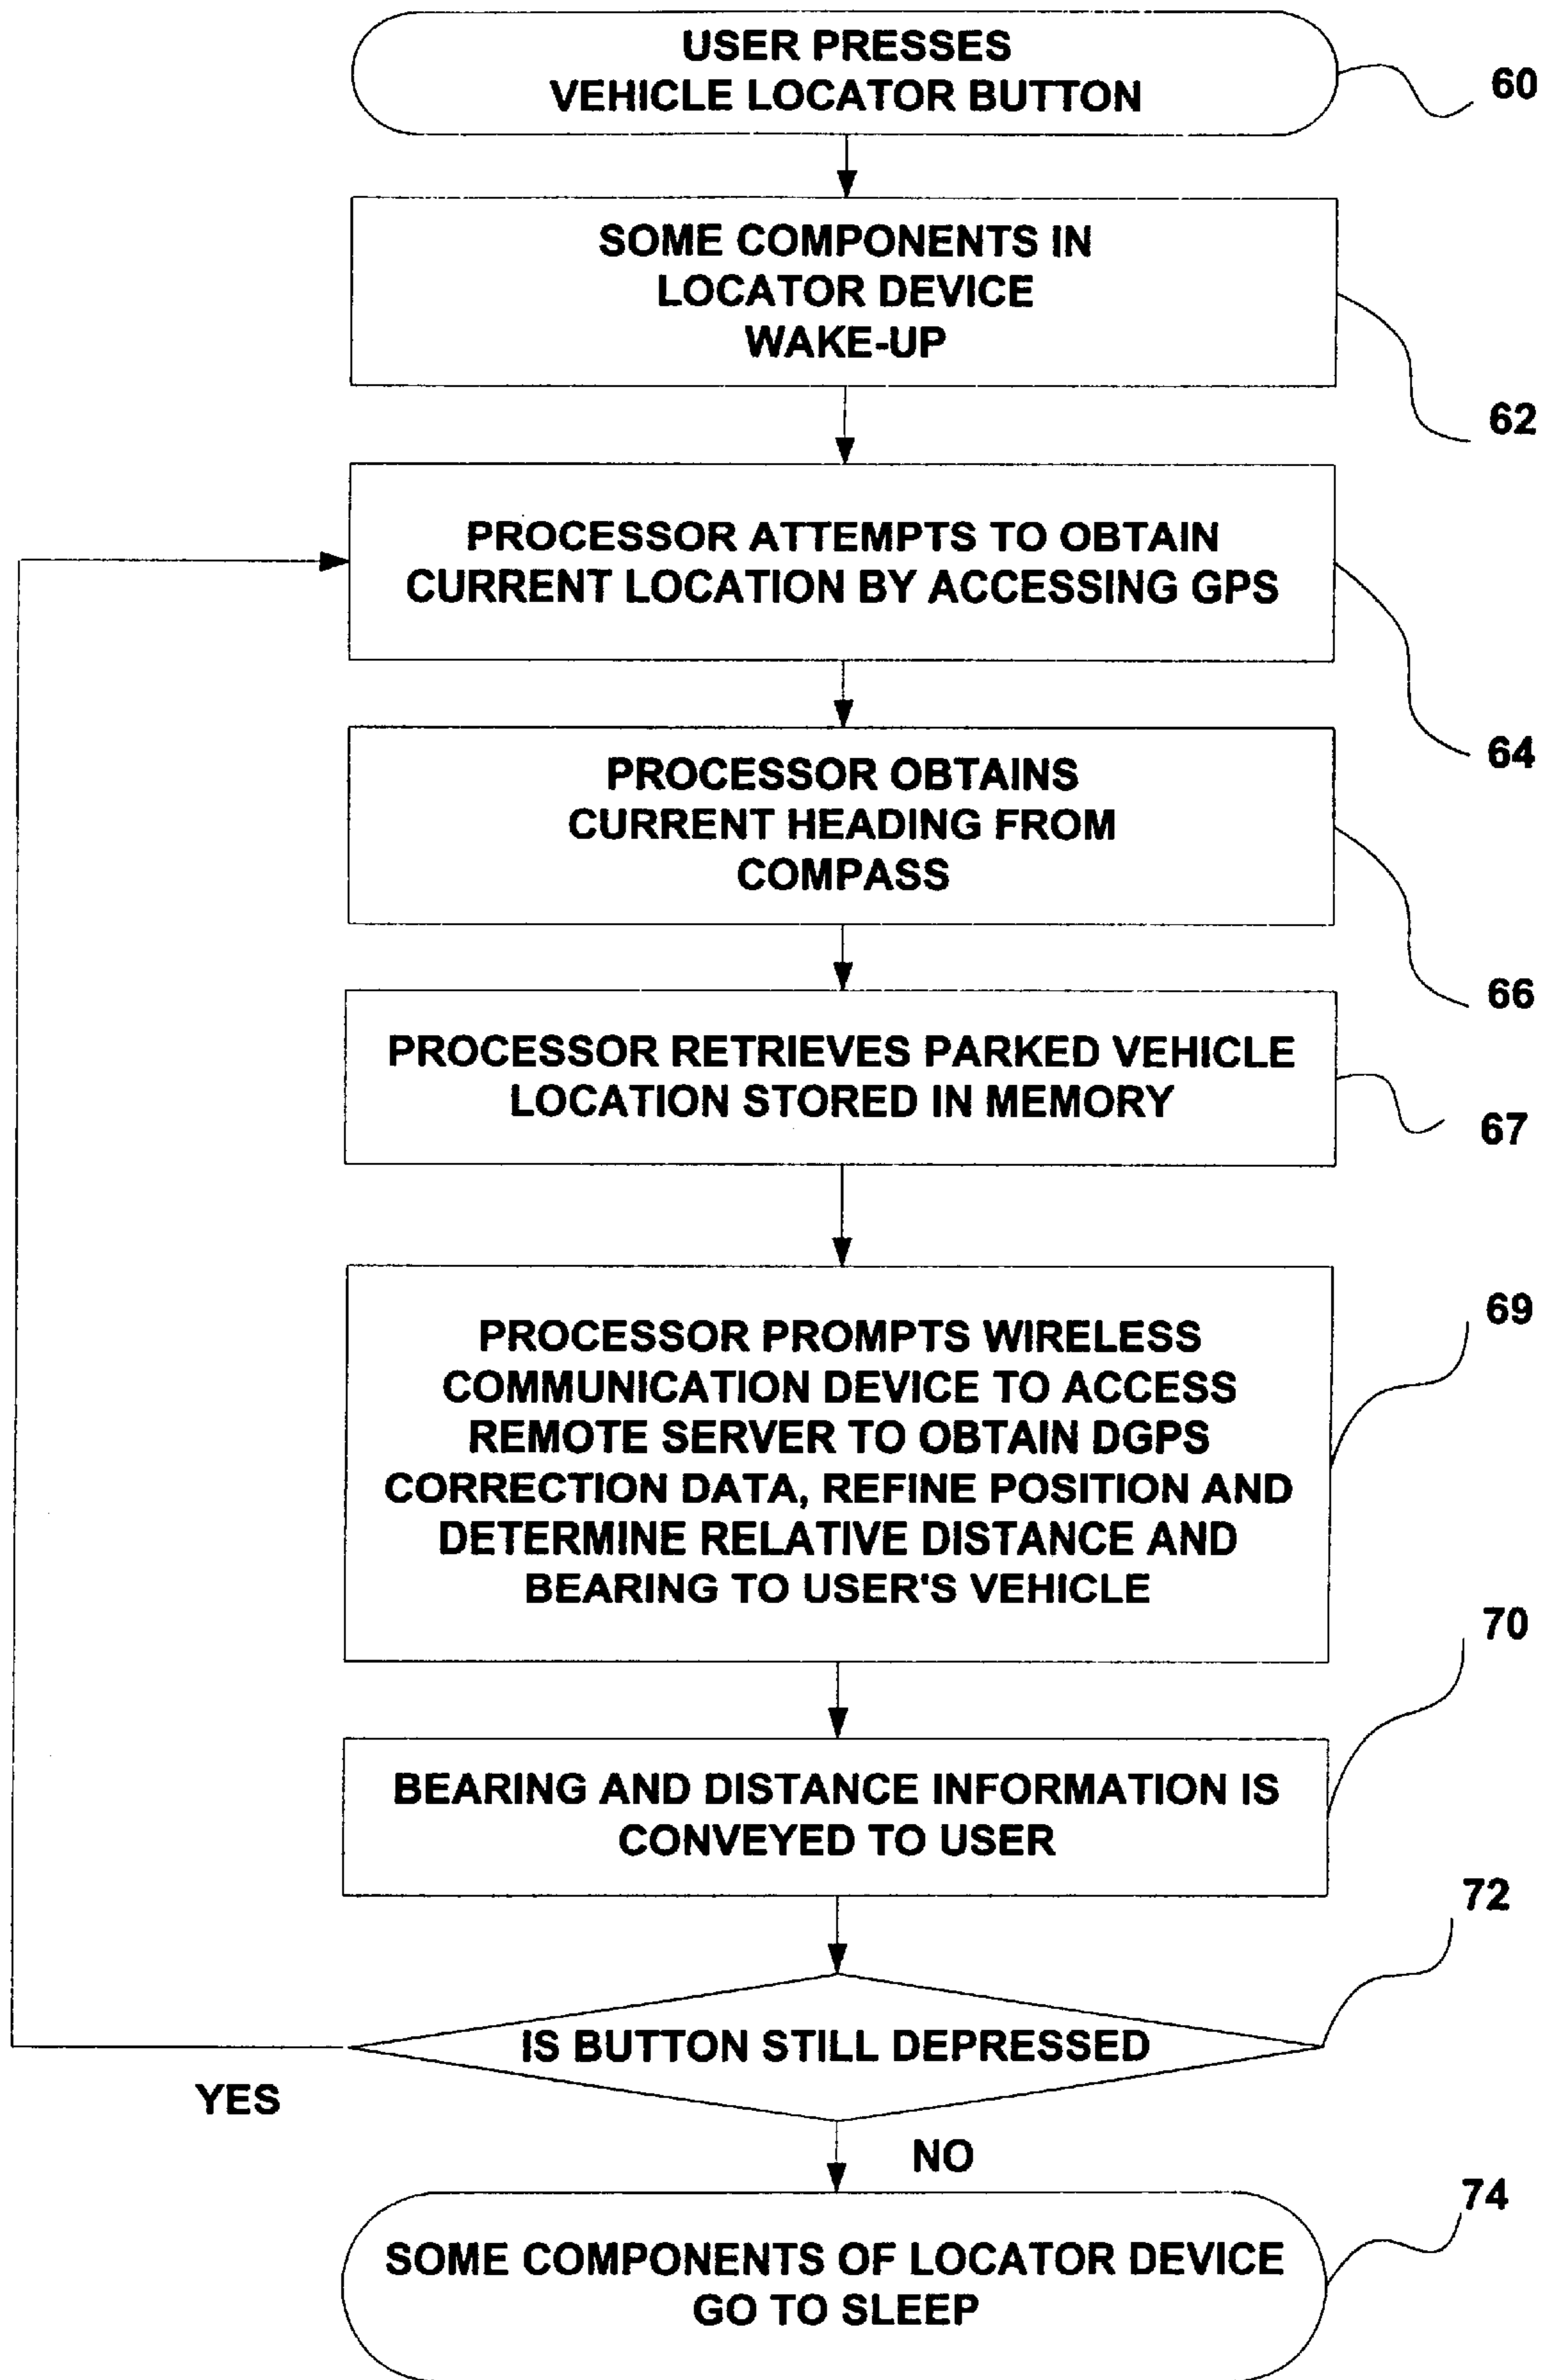 USER PRESSES
VEHICLE LOCATOR BUTTON
60
SOME COMPONENTS IN
LOCATOR DEVICE
WAKE-UP
62
PROCESSOR ATTEMPTS TO OBTAIN
CURRENT LOCATION BY ACCESSING GPS
64
PROCESSOR OBTAINS
CURRENT HEADING FROM
COMPASS
66
PROCESSOR RETRIEVES PARKED VEHICLE
LOCATION STORED IN MEMORY
67
PROCESSOR PROMPTS WIRELESS
COMMUNICATION DEVICE TO ACCESS
REMOTE SERVER TO OBTAIN DGPS
CORRECTION DATA, REFINE POSITION AND
DETERMINE RELATIVE DISTANCE AND
BEARING TO USER'S VEHICLE
69
BEARING AND DISTANCE INFORMATION IS
CONVEYED TO USER
70
IS BUTTON STILL DEPRESSED
72
YES
NO
SOME COMPONENTS OF LOCATOR DEVICE
GO TO SLEEP
74